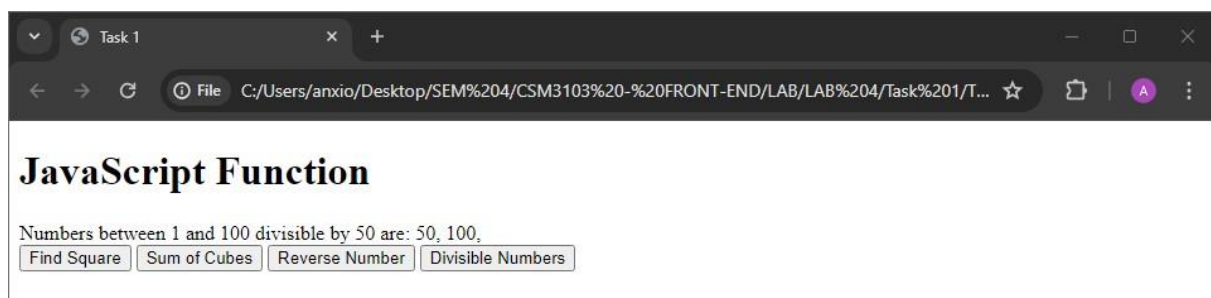 Task 1
File C:/Users/anxio/Desktop/SEM%204/CSM3103%20-%20FRONT-END/LAB/LAB%204/Task%201/T...
A
JavaScript Function
Numbers between 1 and 100 divisible by 50 are: 50, 100,
Find Square Sum of Cubes Reverse Number Divisible Numbers